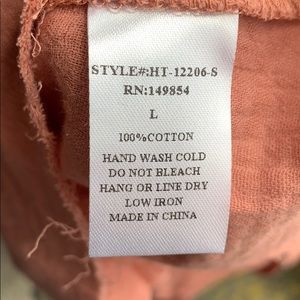 STYLE#:HT-12206-S
RN:149854
L
100%COTTON
HAND WASH COLD
DO NOT BLEACH
HANG OR LINE DRY
LOW IRON
MADE IN CHINA